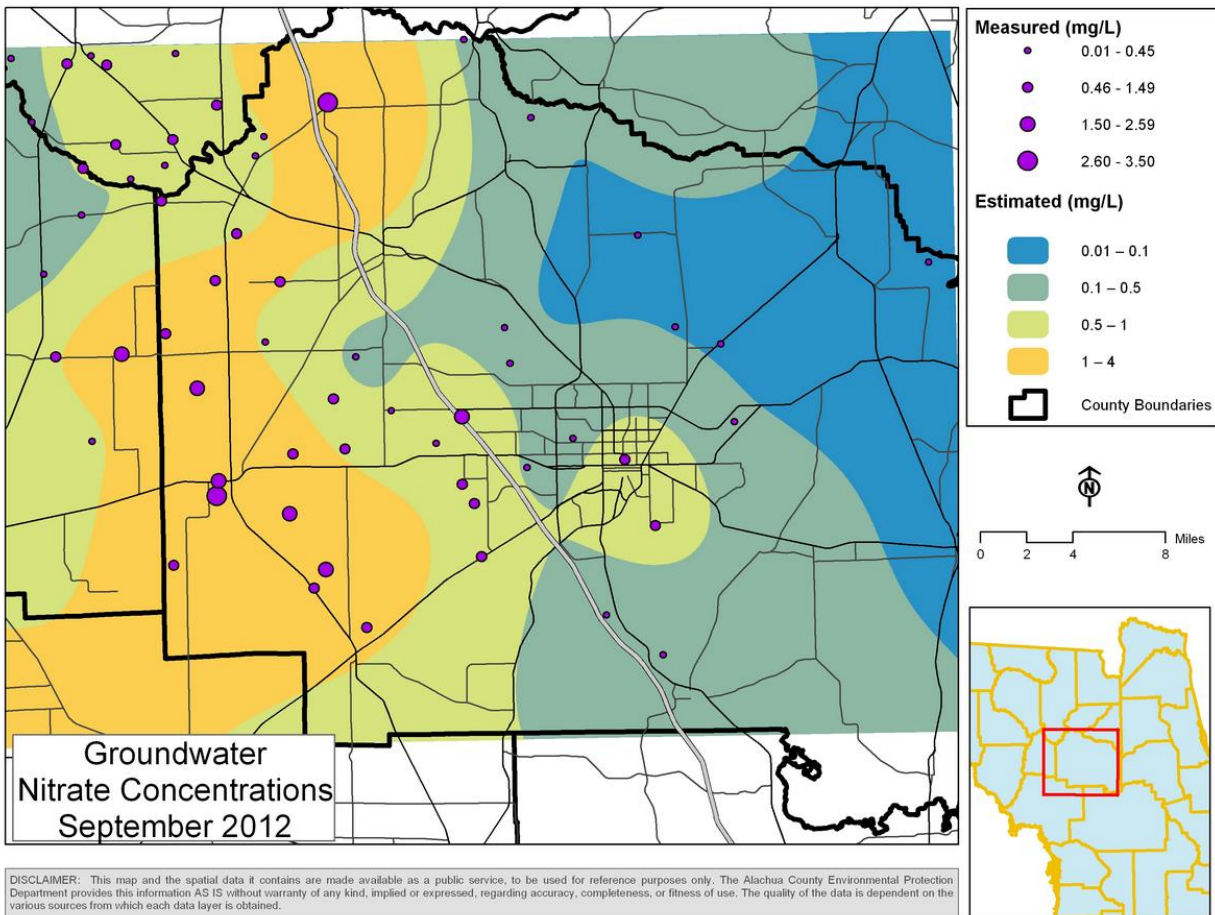 Measured (mg/L)
0.01 - 0.45
0.46 - 1.49
1.50 - 2.59
2.60 - 3.50
Estimated (mg/L)
0.01 – 0.1
0.1 – 0.5
0.5 – 1
1 – 4
County Boundaries
N
0 2 4 8 Miles
Groundwater
Nitrate Concentrations
September 2012
DISCLAIMER: This map and the spatial data it contains are made available as a public service, to be used for reference purposes only. The Alachua County Environmental Protection
Department provides this information AS IS without warranty of any kind, implied or expressed, regarding accuracy, completeness, or fitness of use. The quality of the data is dependent on the
various sources from which each data layer is obtained.